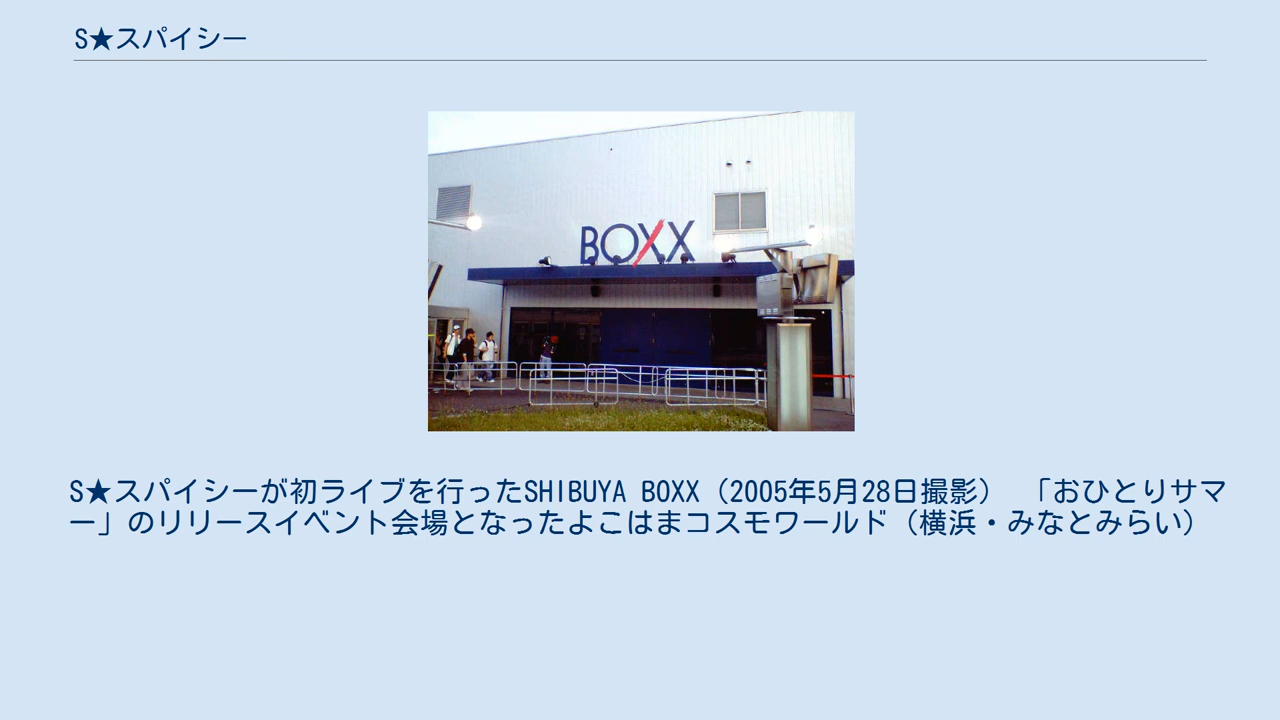 S★スパイシー
BOXX
S★スパイシーが初ライブを行ったSHIBUYA BOXX（2005年5月28日撮影）　「おひとりサマ
ー」のリリースイベント会場となったよこはまコスモワールド（横浜・みなとみらい）